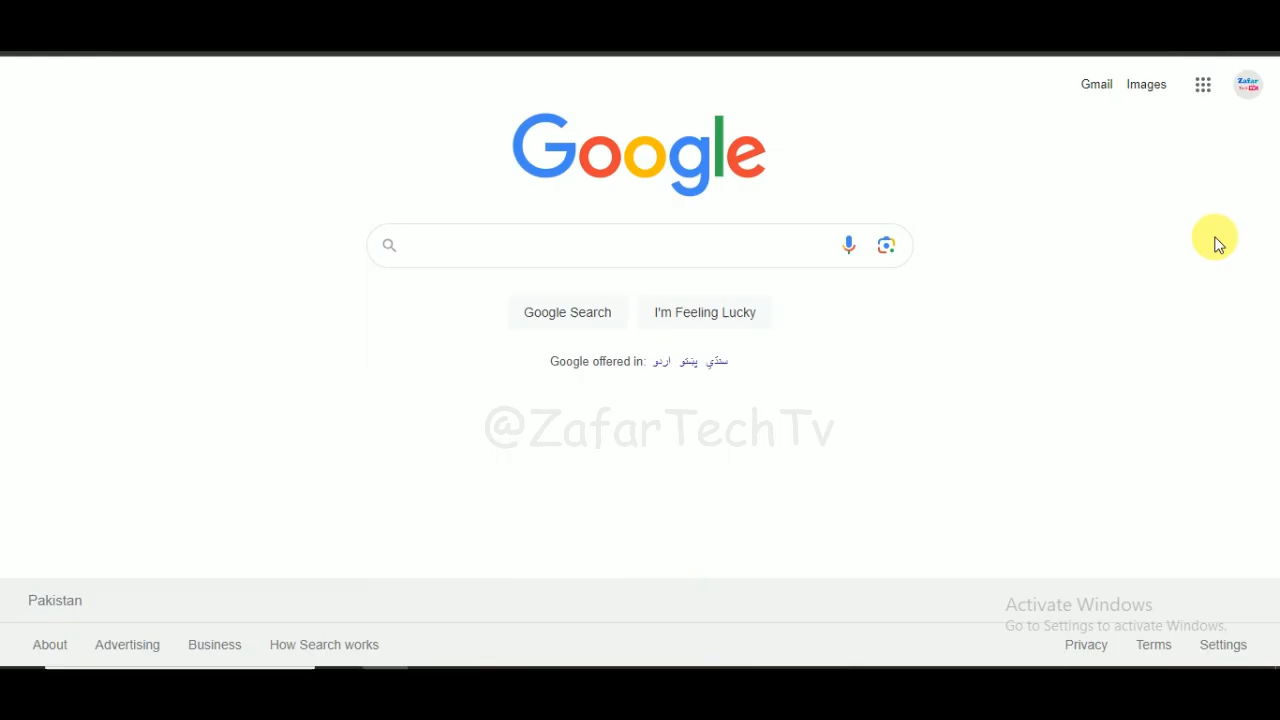 Gmail Images
Zafar
Google
Google Search I'm Feeling Lucky
Google offered in: اردو پښتو سنڌي
@ZafarTechTv
Pakistan
Activate Windows
Go to Settings to activate Windows.
About Advertising Business How Search works Privacy Terms Settings